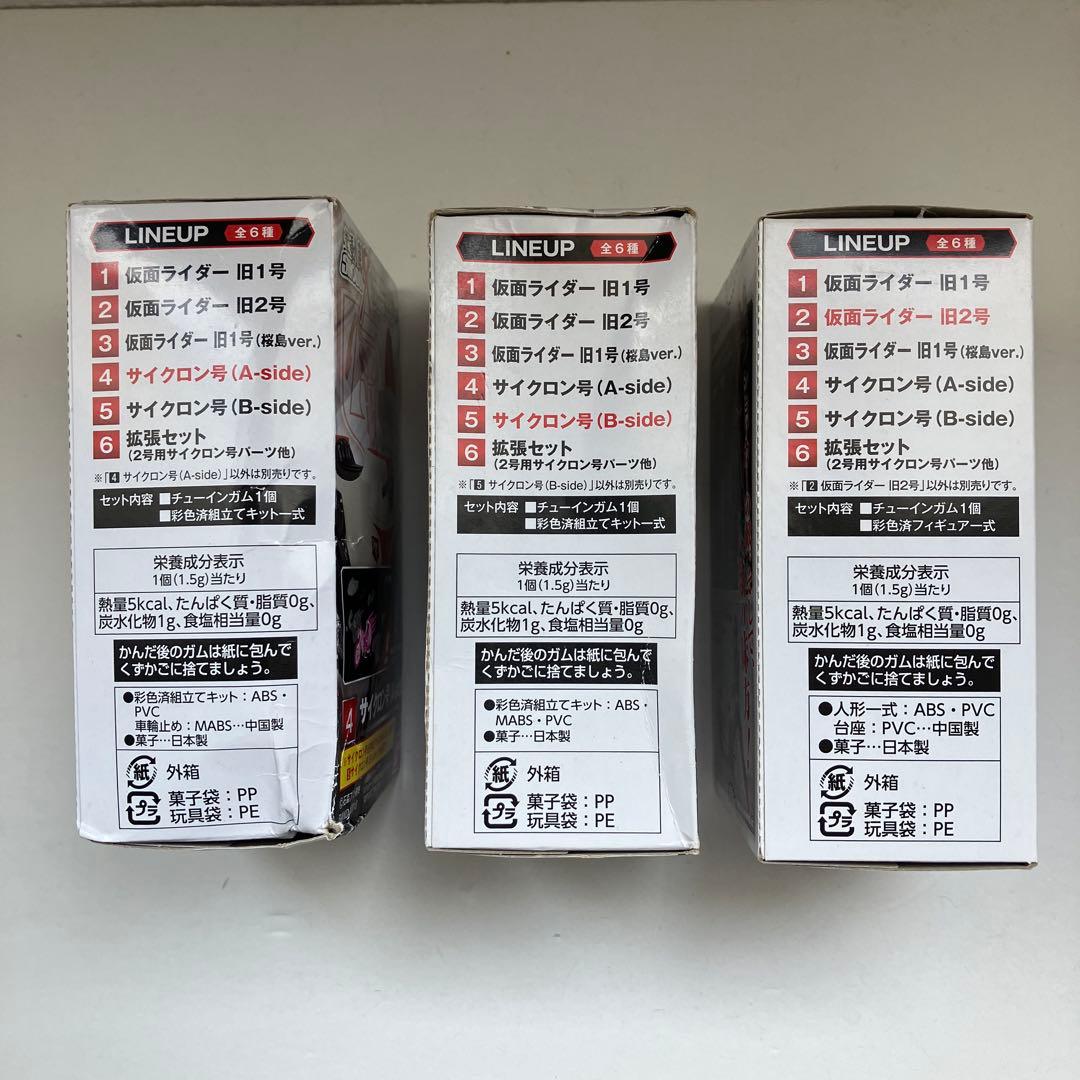 LINEUP 全6種
1 仮面ライダー 旧1号
2 仮面ライダー 旧2号
3 仮面ライダー 旧1号(桜島ver.)
4 サイクロン号(A-side)
5 サイクロン号(B-side)
6 拡張セット
(2号用サイクロン号パーツ他)
※「4 サイクロン号(A-side)」以外は別売りです。
セット内容 ■チューインガム1個
■彩色済組立てキット一式
栄養成分表示
1個(1.5g)当たり
熱量5kcal、たんぱく質・脂質0g、
炭水化物1g、食塩相当量0g
かんだ後のガムは紙に包んで
くずかごに捨てましょう。
●彩色済組立てキット:ABS・
PVC
車輪止め:MABS…中国製
●菓子…日本製
紙 外箱
プラ 菓子袋:PP
玩具袋:PE
4 サイクロン
LINEUP 全6種
1 仮面ライダー 旧1号
2 仮面ライダー 旧2号
3 仮面ライダー 旧1号(桜島ver.)
4 サイクロン号(A-side)
5 サイクロン号(B-side)
6 拡張セット
(2号用サイクロン号パーツ他)
※「5 サイクロン号(B-side)」以外は別売りです。
セット内容 ■チューインガム1個
■彩色済組立てキット一式
栄養成分表示
1個(1.5g)当たり
熱量5kcal、たんぱく質・脂質0g、
炭水化物1g、食塩相当量0g
かんだ後のガムは紙に包んで
くずかごに捨てましょう。
●彩色済組立てキット:ABS・
MABS・PVC
●菓子…日本製
紙 外箱
プラ 菓子袋:PP
玩具袋:PE
LINEUP 全6種
1 仮面ライダー 旧1号
2 仮面ライダー 旧2号
3 仮面ライダー 旧1号(桜島ver.)
4 サイクロン号(A-side)
5 サイクロン号(B-side)
6 拡張セット
(2号用サイクロン号パーツ他)
※「2 仮面ライダー 旧2号」以外は別売りです。
セット内容 ■チューインガム1個
■彩色済フィギュア一式
栄養成分表示
1個(1.5g)当たり
熱量5kcal、たんぱく質・脂質0g、
炭水化物1g、食塩相当量0g
かんだ後のガムは紙に包んで
くずかごに捨てましょう。
●人形一式:ABS・PVC
台座:PVC…中国製
●菓子…日本製
紙 外箱
プラ 菓子袋:PP
玩具袋:PE